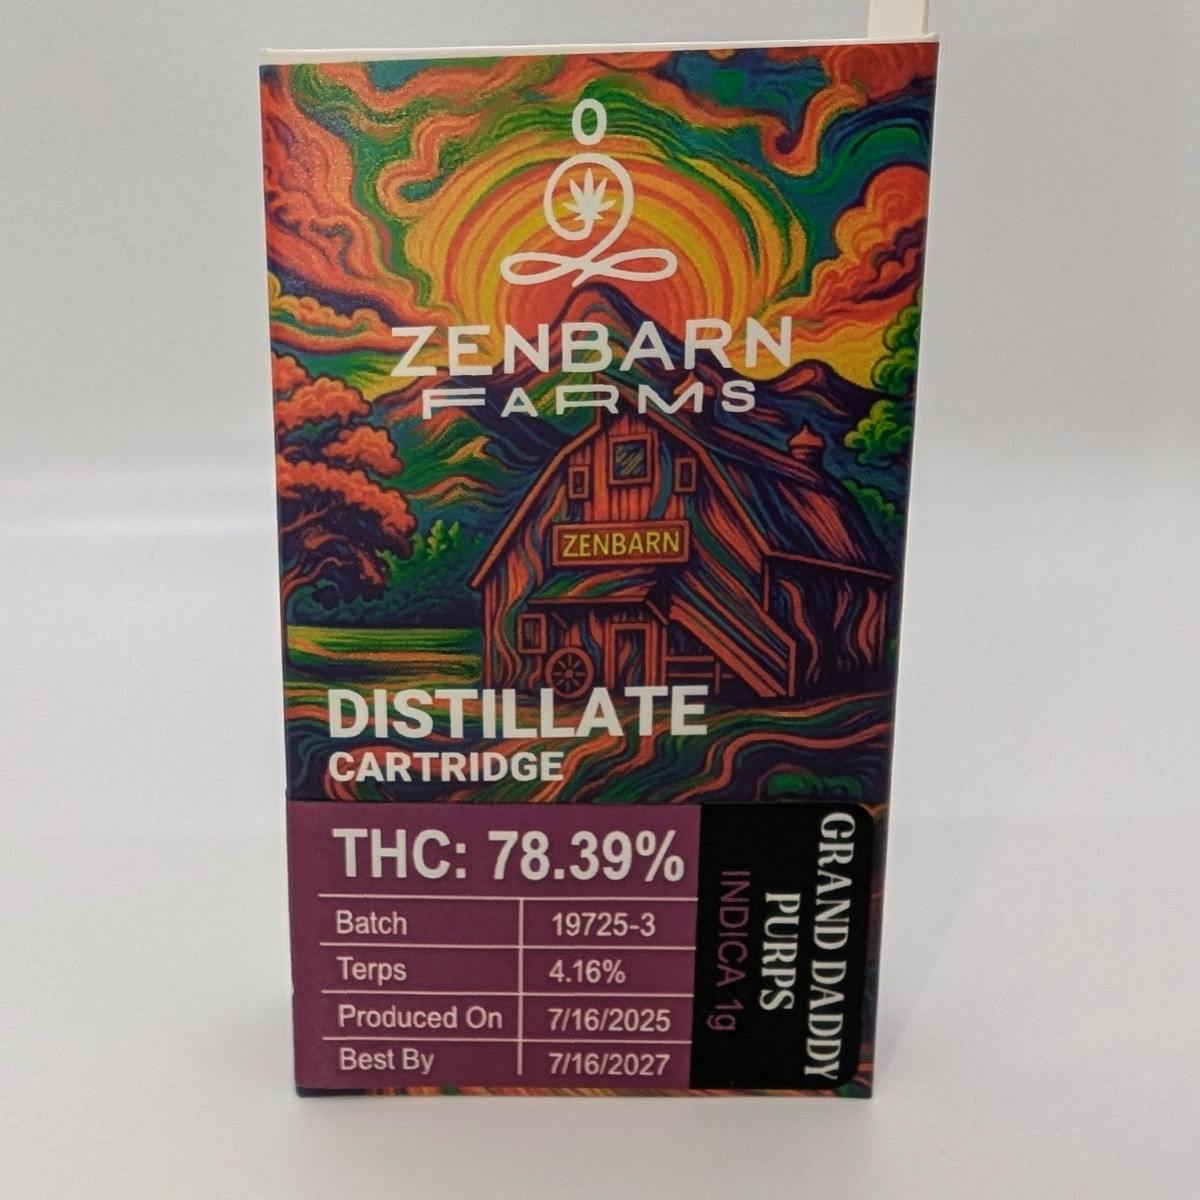 ZENBARN
FARMS
ZENBARN
DISTILLATE
CARTRIDGE
THC: 78.39%
Batch 19725-3
Terps 4.16%
Produced On 7/16/2025
Best By 7/16/2027
GRAND DADDY
PURPS
INDICA 1g